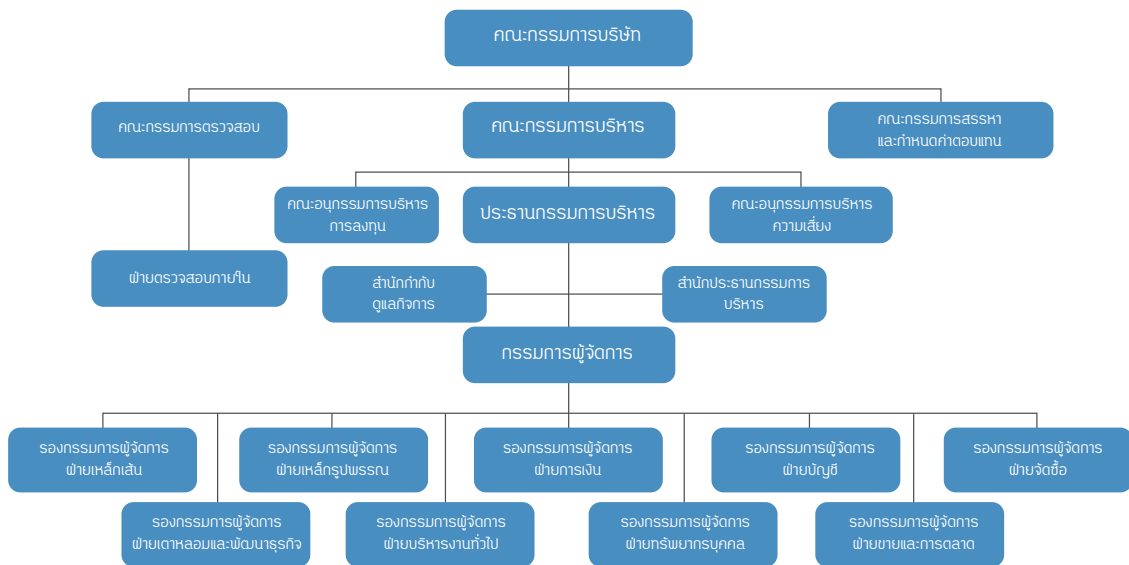 คณะกรรมการบริษัท
คณะกรรมการตรวจสอบ
คณะกรรมการบริหาร
คณะกรรมการสรรหา
และกำหนดค่าตอบแทน
คณะอนุกรรมการบริหาร
การลงทุน
ประธานกรรมการบริหาร
คณะอนุกรรมการบริหาร
ความเสี่ยง
ฝ่ายตรวจสอบภายใน
สำนักกำกับ
ดูแลกิจการ
สำนักประธานกรรมการ
บริหาร
กรรมการผู้จัดการ
รองกรรมการผู้จัดการ
ฝ่ายเหล็กเส้น
รองกรรมการผู้จัดการ
ฝ่ายเหล็กรูปพรรณ
รองกรรมการผู้จัดการ
ฝ่ายการเงิน
รองกรรมการผู้จัดการ
ฝ่ายบัญชี
รองกรรมการผู้จัดการ
ฝ่ายจัดซื้อ
รองกรรมการผู้จัดการ
ฝ่ายเตาหลอมและพัฒนาธุรกิจ
รองกรรมการผู้จัดการ
ฝ่ายบริหารงานทั่วไป
รองกรรมการผู้จัดการ
ฝ่ายทรัพยากรบุคคล
รองกรรมการผู้จัดการ
ฝ่ายขายและการตลาด